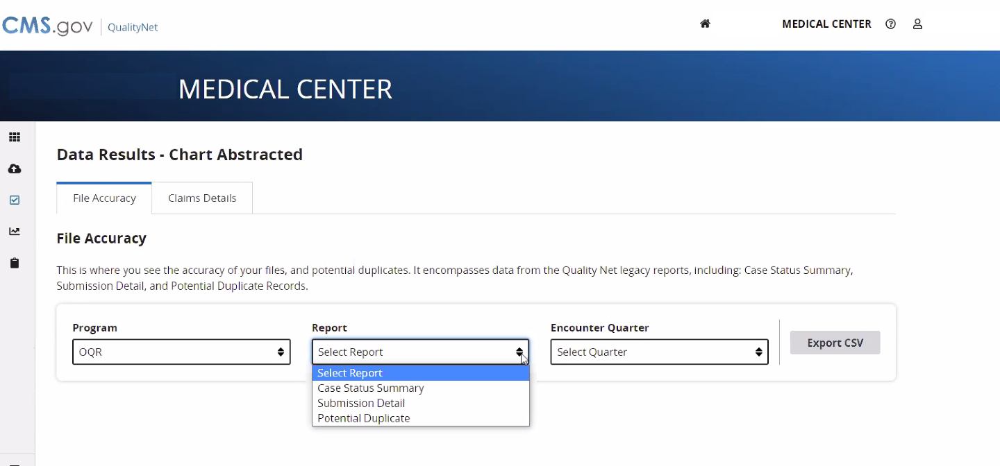 CMS.gov QualityNet
MEDICAL CENTER
MEDICAL CENTER
Data Results - Chart Abstracted
File Accuracy
Claims Details
File Accuracy
This is where you see the accuracy of your files, and potential duplicates. It encompasses data from the Quality Net legacy reports, including: Case Status Summary,
Submission Detail, and Potential Duplicate Records.
Program
OQR
Report
Select Report
Select Report
Case Status Summary
Submission Detail
Potential Duplicate
Encounter Quarter
Select Quarter
Export CSV